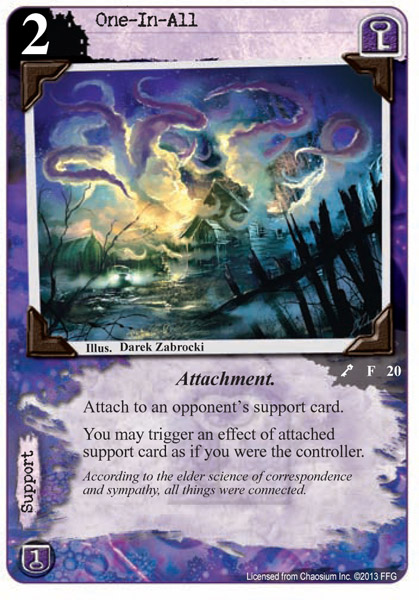 2
One-In-All
Illus. Darek Zabrocki
F 20
Attachment.
Attach to an opponent's support card.
You may trigger an effect of attached
support card as if you were the controller.
According to the elder science of correspondence
and sympathy, all things were connected.
Support
1
Licensed from Chaosium Inc. ©2013 FFG